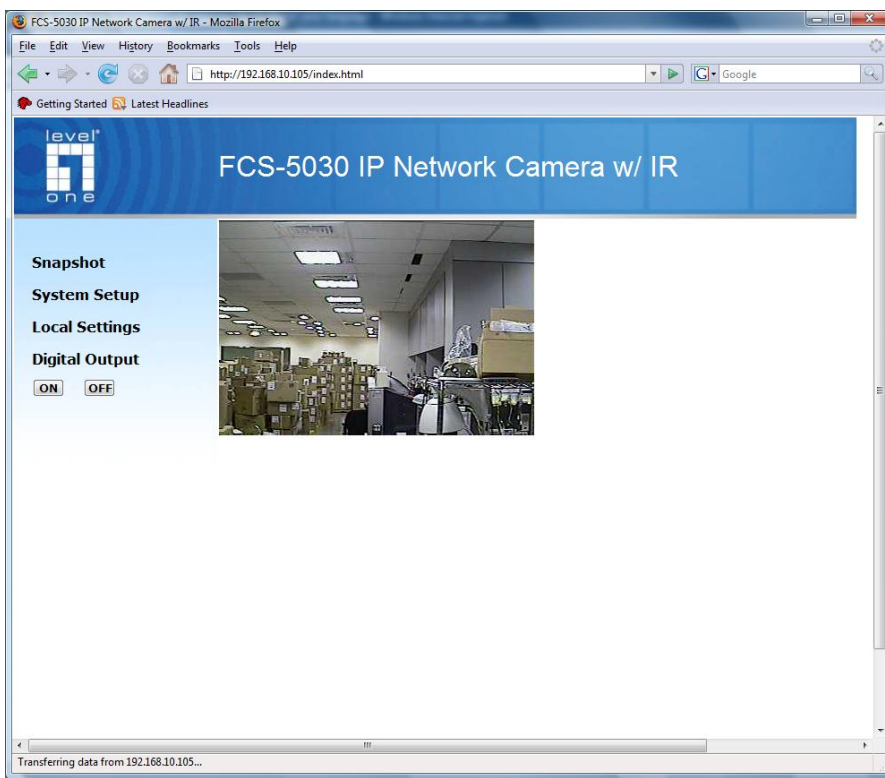 FCS-5030 IP Network Camera w/ IR - Mozilla Firefox
File Edit View History Bookmarks Tools Help
http://192.168.10.105/index.html
G Google
Getting Started Latest Headlines
level
one
FCS-5030 IP Network Camera w/ IR
Snapshot
System Setup
Local Settings
Digital Output
ON OFF
Transferring data from 192.168.10.105...